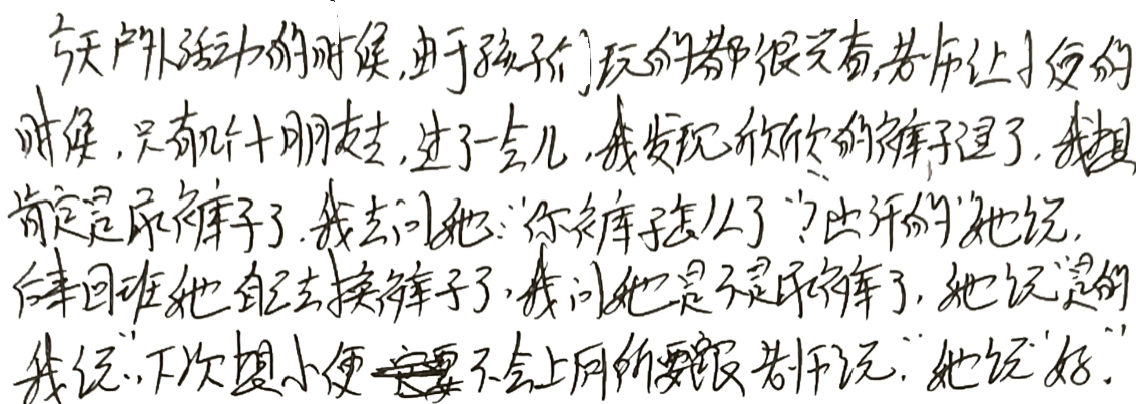 今天户外活动的时候,由于孩子们玩的都很兴奋,老师让小便的
时候,只有几个小朋友去,过了一会儿,我发现欣欣的裤子湿了.我想
肯定是尿裤子了.我去问她:“你裤子怎么了”?“出汗的”她说.
后来回班她自己去换裤子了,我问她是不是尿裤了,她说“是的
我说“,下次想小便不会上厕所要跟老师说.”她说“好.”